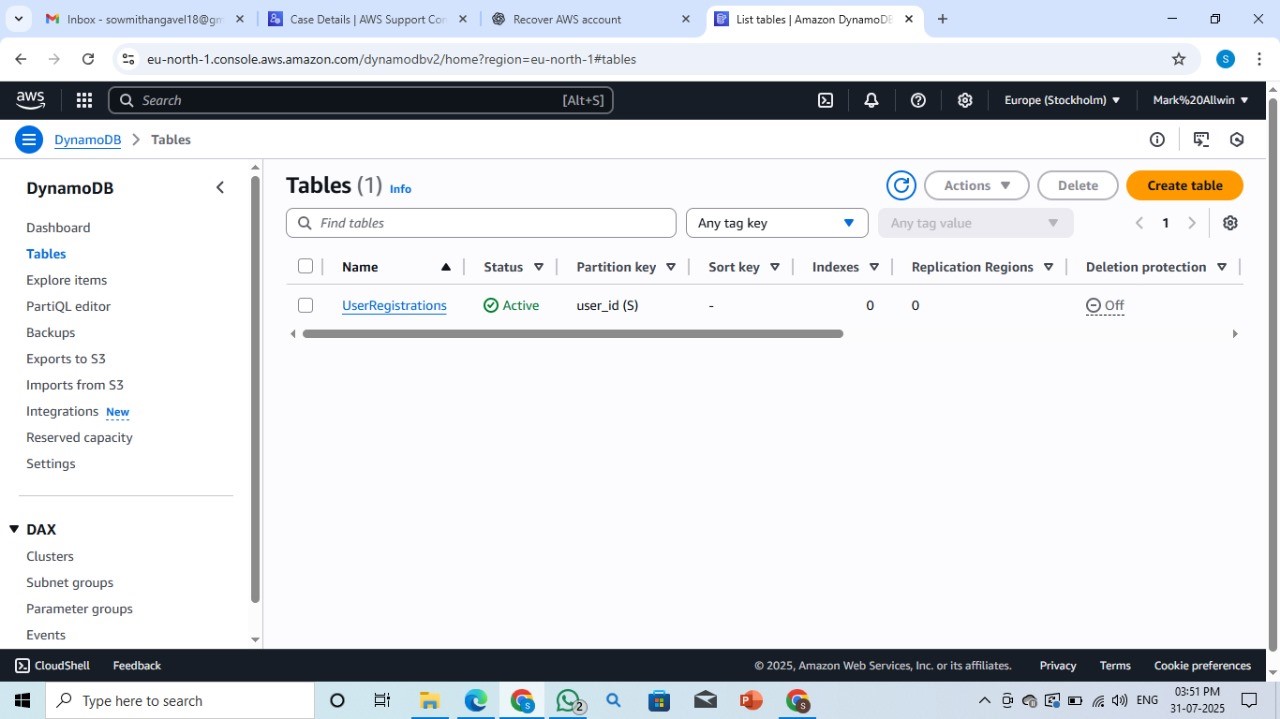 Inbox - sowmithangavel18@gm
Case Details | AWS Support Con
Recover AWS account
List tables | Amazon DynamoDB
eu-north-1.console.aws.amazon.com/dynamodbv2/home?region=eu-north-1#tables
S
aws
Search
[Alt+S]
Europe (Stockholm)
Mark%20Allwin
DynamoDB
Tables
DynamoDB
Dashboard
Tables
Explore items
PartiQL editor
Backups
Exports to S3
Imports from S3
Integrations New
Reserved capacity
Settings
DAX
Clusters
Subnet groups
Parameter groups
Events
Tables (1) Info
Actions
Delete
Create table
Find tables
Any tag key
Any tag value
1
Name Status Partition key Sort key Indexes Replication Regions Deletion protection
UserRegistrations Active user_id (S) - 0 0 Off
CloudShell Feedback © 2025, Amazon Web Services, Inc. or its affiliates. Privacy Terms Cookie preferences
Type here to search
2
ENG
03:51 PM
31-07-2025